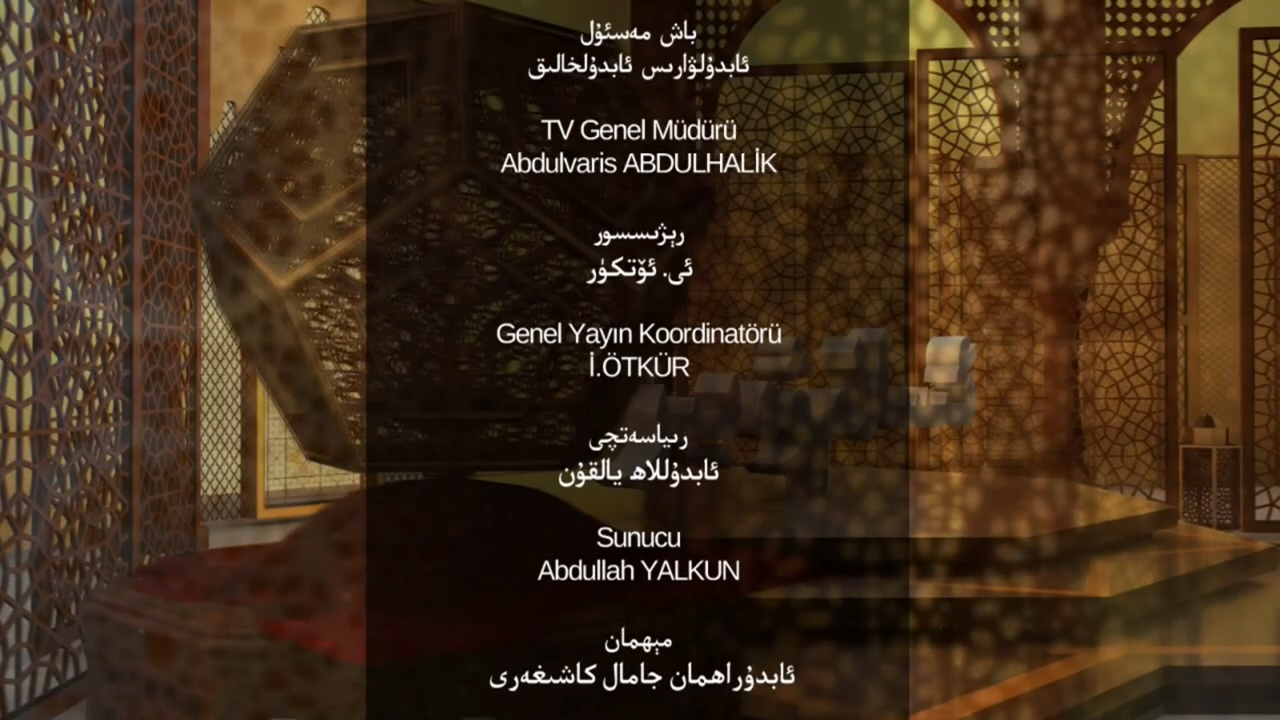 باش مەسئۇل
ئابدۇلۋارىس ئابدۇلخالىق
TV Genel Müdürü
Abdulvaris ABDULHALİK
رېژىسسور
ئى. ئۆتكۈر
Genel Yayın Koordinatörü
İ.ÖTKÜR
رىياسەتچى
ئابدۇللاھ يالقۇن
Sunucu
Abdullah YALKUN
مېھمان
ئابدۇراھمان جامال كاشىغەرى